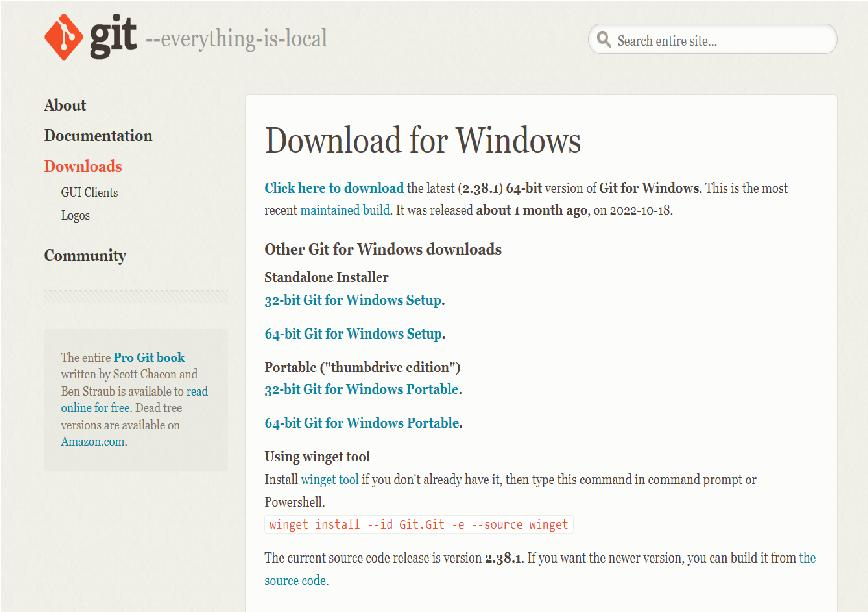 git --everything-is-local
Search entire site...
About
Documentation
Downloads
GUI Clients
Logos
Community
The entire Pro Git book
written by Scott Chacon and
Ben Straub is available to read
online for free. Dead tree
versions are available on
Amazon.com.
Download for Windows
Click here to download the latest (2.38.1) 64-bit version of Git for Windows. This is the most
recent maintained build. It was released about 1 month ago, on 2022-10-18.
Other Git for Windows downloads
Standalone Installer
32-bit Git for Windows Setup.
64-bit Git for Windows Setup.
Portable ("thumbdrive edition")
32-bit Git for Windows Portable.
64-bit Git for Windows Portable.
Using winget tool
Install winget tool if you don't already have it, then type this command in command prompt or
Powershell.
winget install --id Git.Git -e --source winget
The current source code release is version 2.38.1. If you want the newer version, you can build it from the
source code.